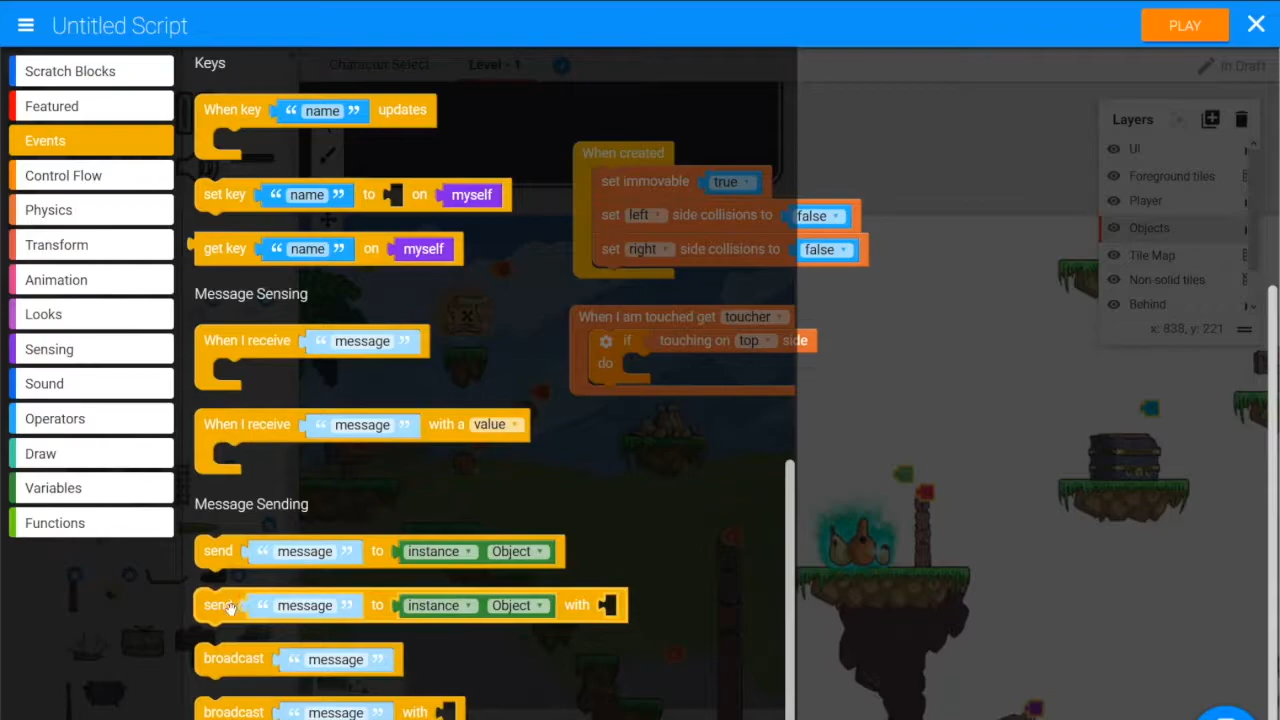 Untitled Script
PLAY
Scratch Blocks
Featured
Events
Control Flow
Physics
Transform
Animation
Looks
Sensing
Sound
Operators
Draw
Variables
Functions
Keys
When key “ name ” updates
set key “ name ” to on myself
get key “ name ” on myself
Message Sensing
When I receive “ message ”
When I receive “ message ” with a value
Message Sending
send “ message ” to instance Object
send “ message ” to instance Object with
broadcast “ message ”
broadcast “ message ” with
Character Select
Level - 1
When created
set immovable true
set left side collisions to false
set right side collisions to false
When I am touched get toucher
if touching on top side
do
In Draft
Layers
UI
Foreground tiles
Player
Objects
Tile Map
Non-solid tiles
Behind
x: 838, y: 221